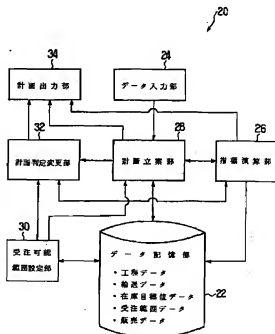 20
34
計画出力部
24
データ入力部
32
計画判定変更部
28
計画立案部
26
指標演算部
30
受注可能
範囲設定部
データ記憶部
・工務データ
・輸送データ
・在庫目標値データ
・受注範囲データ
・販売データ
22